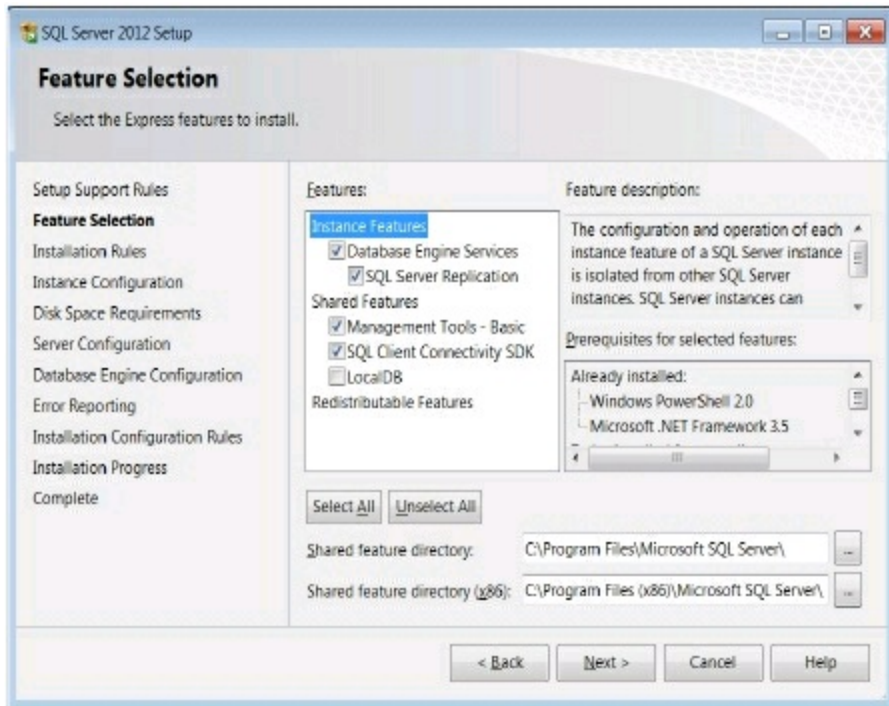 SQL Server 2012 Setup
Feature Selection
Select the Express features to install.
Setup Support Rules
Feature Selection
Installation Rules
Instance Configuration
Disk Space Requirements
Server Configuration
Database Engine Configuration
Error Reporting
Installation Configuration Rules
Installation Progress
Complete
Features:
Instance Features
Database Engine Services
SQL Server Replication
Shared Features
Management Tools - Basic
SQL Client Connectivity SDK
LocalDB
Redistributable Features
Feature description:
The configuration and operation of each
instance feature of a SQL Server instance
is isolated from other SQL Server
instances. SQL Server instances can
Prerequisites for selected features:
Already installed:
Windows PowerShell 2.0
Microsoft .NET Framework 3.5
Select All
Unselect All
Shared feature directory:
C:\Program Files\Microsoft SQL Server\
...
Shared feature directory (x86):
C:\Program Files (x86)\Microsoft SQL Server\
...
< Back
Next >
Cancel
Help